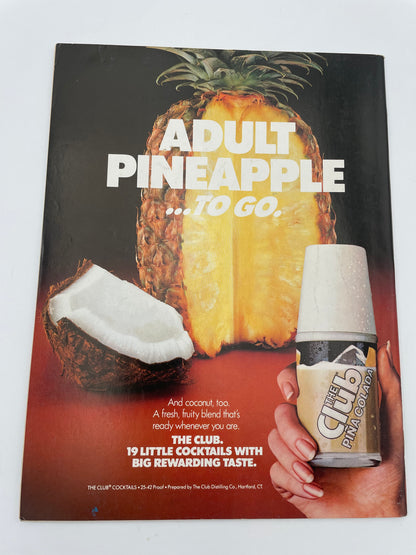 ADULT
PINEAPPLE
...TO GO.
And coconut, too.
A fresh, fruity blend that's
ready whenever you are.
THE CLUB.
19 LITTLE COCKTAILS WITH
BIG REWARDING TASTE.
THE CLUB® COCKTAILS • 25-42 Proof • Prepared by The Club Distilling Co., Hartford, CT.
THE
Club
PINA COLADA